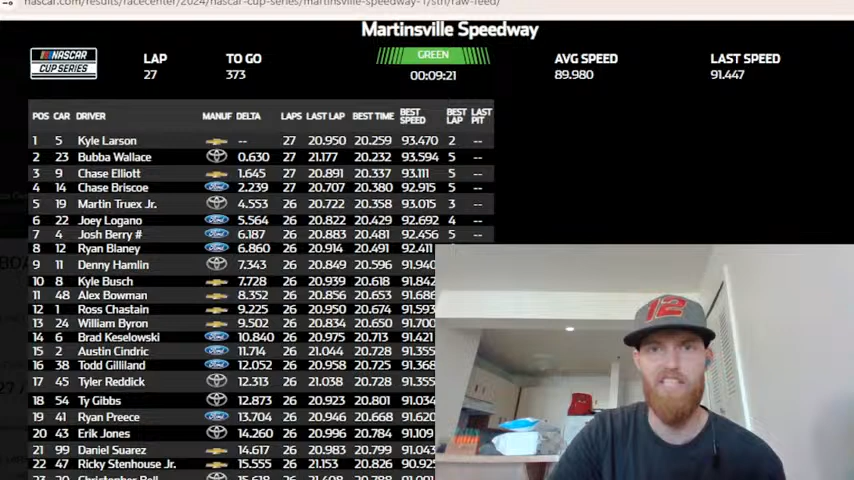 nascar.com/results/racecenter/2024/nascar-cup-series/martinsville-speedway-1/stn/raw-feed/
Martinsville Speedway
NASCAR CUP SERIES
LAP 27
TO GO 373
GREEN 00:09:21
AVG SPEED 89.980
LAST SPEED 91.447
POS CAR DRIVER MANUF DELTA LAPS LAST LAP BEST TIME BEST SPEED BEST LAP LAST PIT
1 5 Kyle Larson -- 27 20.950 20.259 93.470 2 --
2 23 Bubba Wallace 0.630 27 21.177 20.232 93.594 5 --
3 9 Chase Elliott 1.645 27 20.891 20.337 93.111 5 --
4 14 Chase Briscoe 2.239 27 20.707 20.380 92.915 5 --
5 19 Martin Truex Jr. 4.553 26 20.722 20.358 93.015 3 --
6 22 Joey Logano 5.564 26 20.822 20.429 92.692 4 --
7 4 Josh Berry # 6.187 26 20.883 20.481 92.456 5 --
8 12 Ryan Blaney 6.860 26 20.914 20.491 92.411
9 11 Denny Hamlin 7.343 26 20.849 20.596 91.940
10 8 Kyle Busch 7.728 26 20.939 20.618 91.842
11 48 Alex Bowman 8.352 26 20.856 20.653 91.686
12 1 Ross Chastain 9.225 26 20.950 20.674 91.593
13 24 William Byron 9.502 26 20.834 20.650 91.700
14 6 Brad Keselowski 10.840 26 20.975 20.713 91.421
15 2 Austin Cindric 11.714 26 21.044 20.728 91.355
16 38 Todd Gilliland 12.052 26 20.958 20.725 91.368
17 45 Tyler Reddick 12.313 26 21.038 20.728 91.355
18 54 Ty Gibbs 12.873 26 20.923 20.801 91.034
19 41 Ryan Preece 13.704 26 20.946 20.668 91.620
20 43 Erik Jones 14.260 26 20.996 20.784 91.109
21 99 Daniel Suarez 14.617 26 20.983 20.799 91.043
22 47 Ricky Stenhouse Jr. 15.555 26 21.153 20.826 90.925
Christopher Bell
12